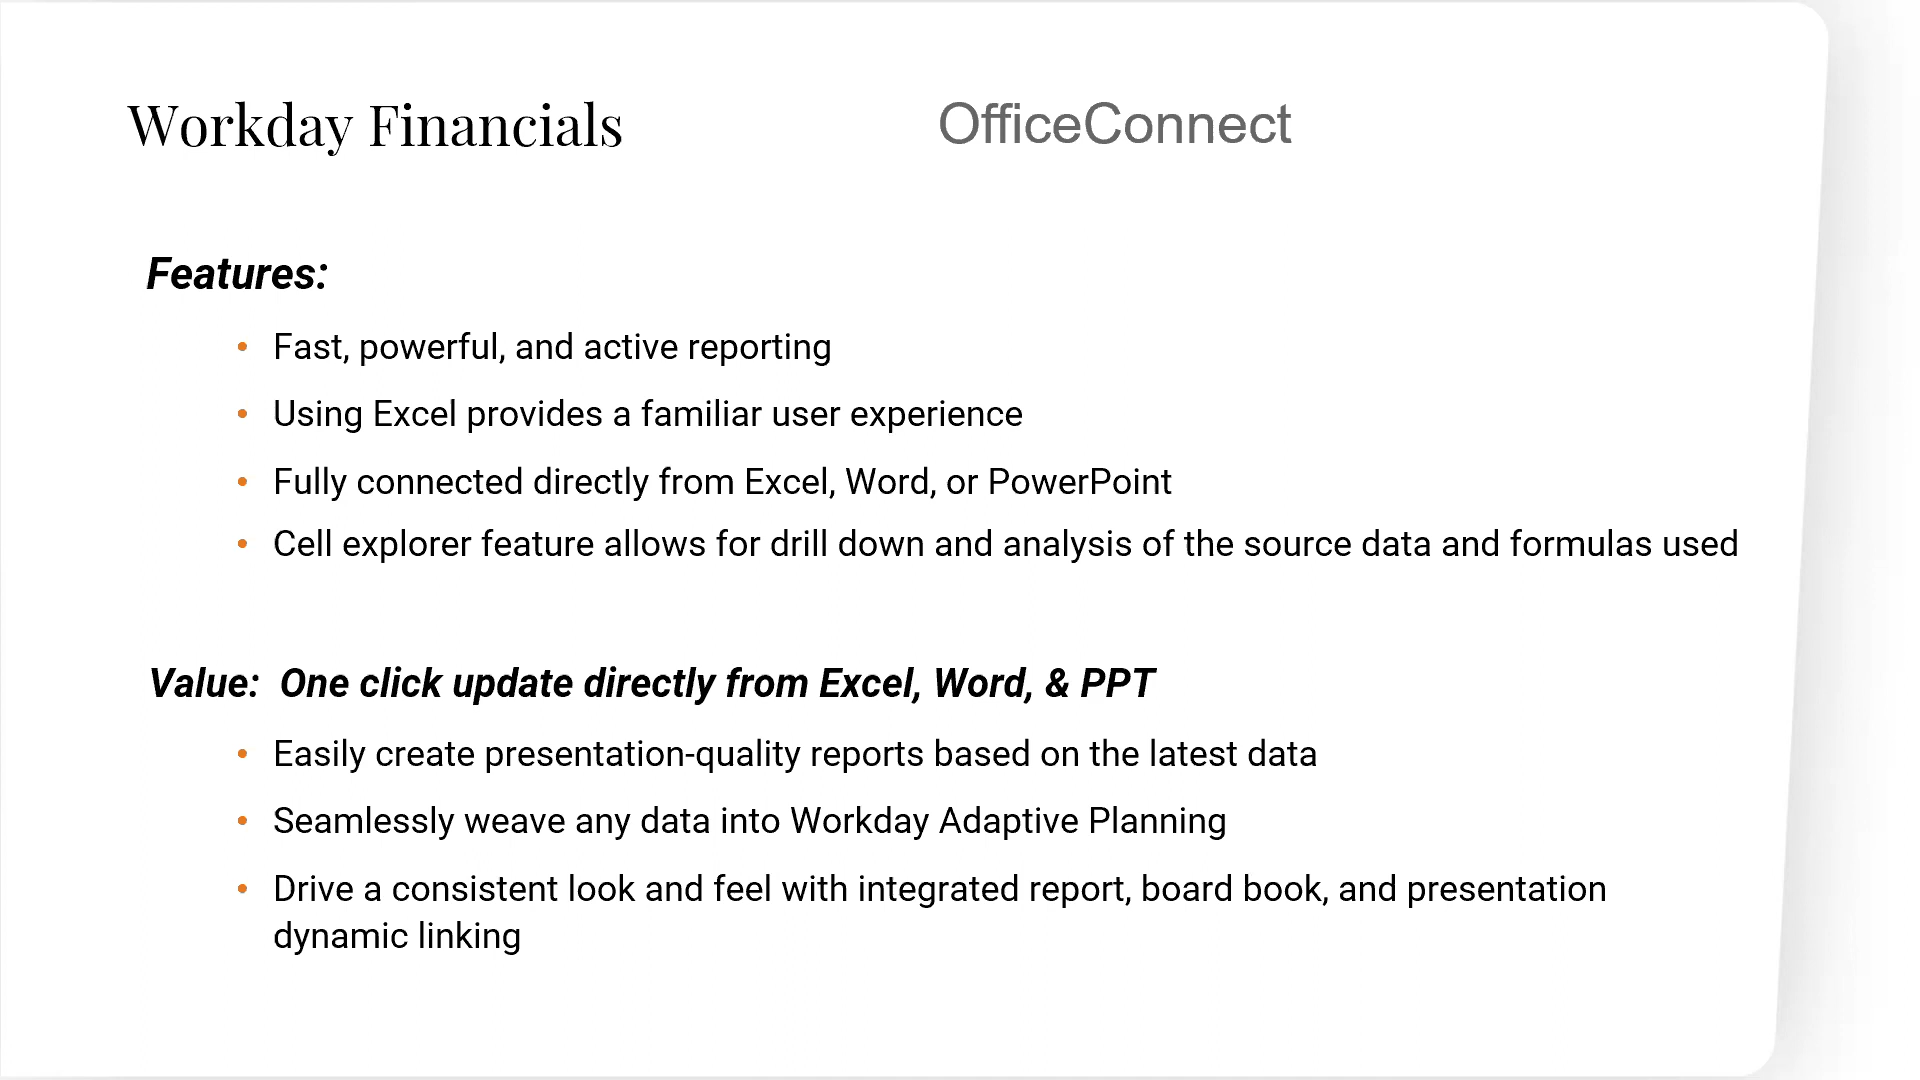 Workday Financials
OfficeConnect
Features:
• Fast, powerful, and active reporting
• Using Excel provides a familiar user experience
• Fully connected directly from Excel, Word, or PowerPoint
• Cell explorer feature allows for drill down and analysis of the source data and formulas used
Value: One click update directly from Excel, Word, & PPT
• Easily create presentation-quality reports based on the latest data
• Seamlessly weave any data into Workday Adaptive Planning
• Drive a consistent look and feel with integrated report, board book, and presentation
dynamic linking